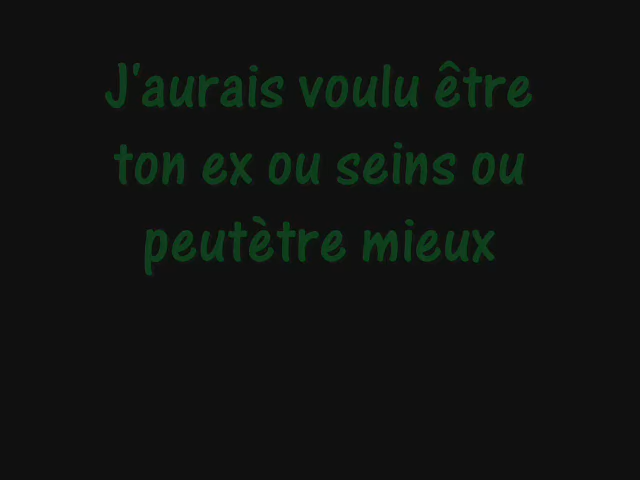 J'aurais voulu être
ton ex ou seins ou
peutètre mieux